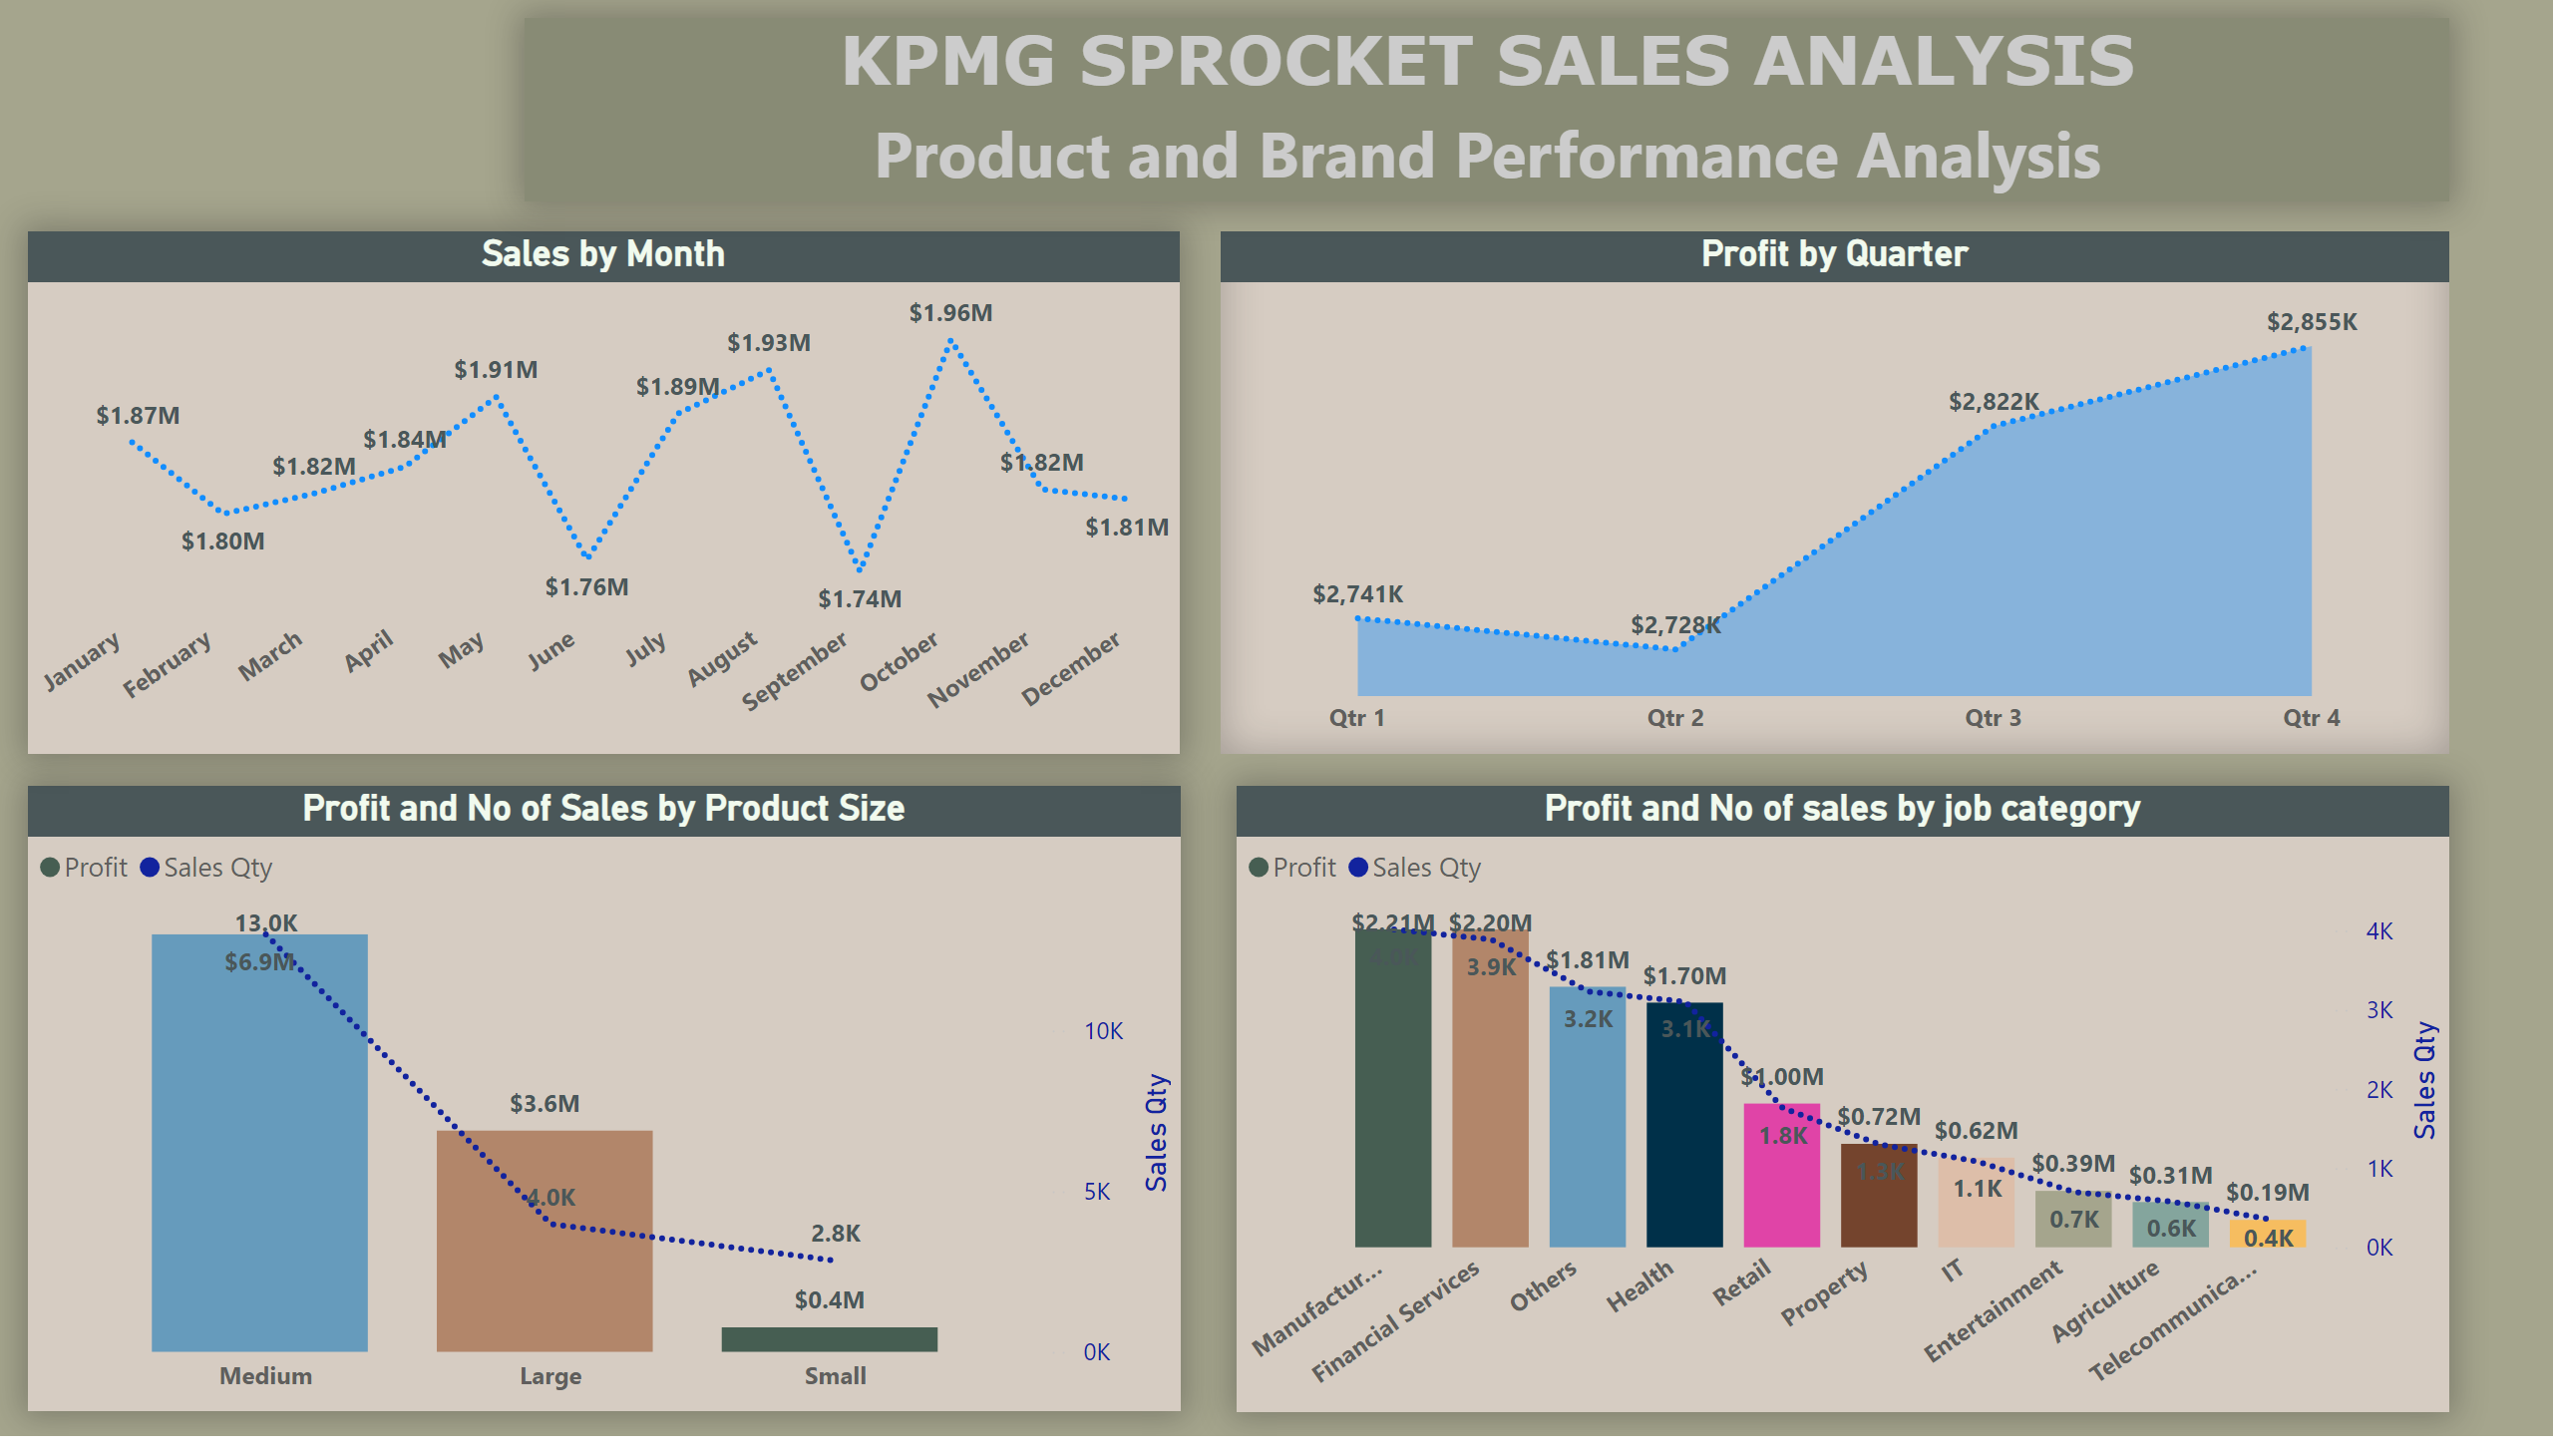 KPMG SPROCKET SALES ANALYSIS
Product and Brand Performance Analysis
Sales by Month
$1.87M
$1.80M
$1.82M
$1.84M
$1.91M
$1.76M
$1.89M
$1.93M
$1.74M
$1.96M
$1.82M
$1.81M
January
February
March
April
May
June
July
August
September
October
November
December
Profit by Quarter
$2,741K
$2,728K
$2,822K
$2,855K
Qtr 1
Qtr 2
Qtr 3
Qtr 4
Profit and No of Sales by Product Size
Profit
Sales Qty
13.0K
$6.9M
$3.6M
4.0K
2.8K
$0.4M
10K
5K
0K
Sales Qty
Medium
Large
Small
Profit and No of sales by job category
Profit
Sales Qty
$2.21M
$2.20M
3.9K
$1.81M
3.2K
$1.70M
3.1K
$1.00M
1.8K
$0.72M
1.3K
$0.62M
1.1K
$0.39M
0.7K
$0.31M
0.6K
$0.19M
0.4K
4K
3K
2K
1K
0K
Sales Qty
Manufactur...
Financial Services
Others
Health
Retail
Property
IT
Entertainment
Agriculture
Telecommunica...